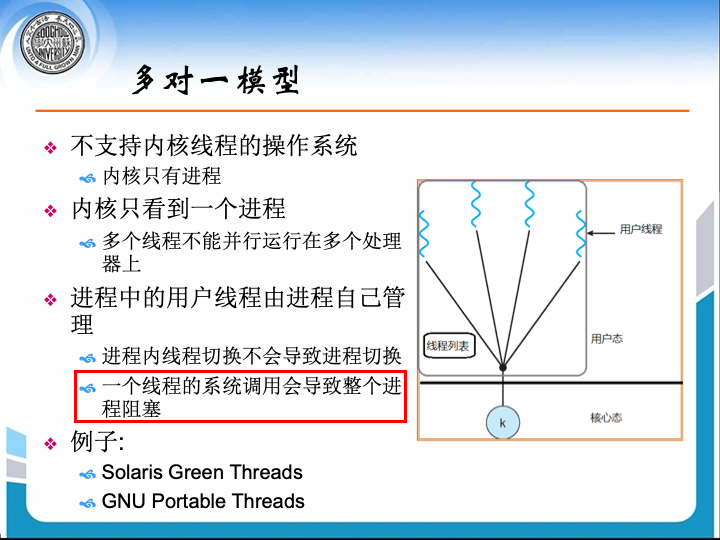 多对一模型
不支持内核线程的操作系统
内核只有进程
内核只看到一个进程
多个线程不能并行运行在多个处理
器上
进程中的用户线程由进程自己管
理
进程内线程切换不会导致进程切换
一个线程的系统调用会导致整个进
程阻塞
例子:
Solaris Green Threads
GNU Portable Threads
用户线程
线程列表
用户态
k
核心态